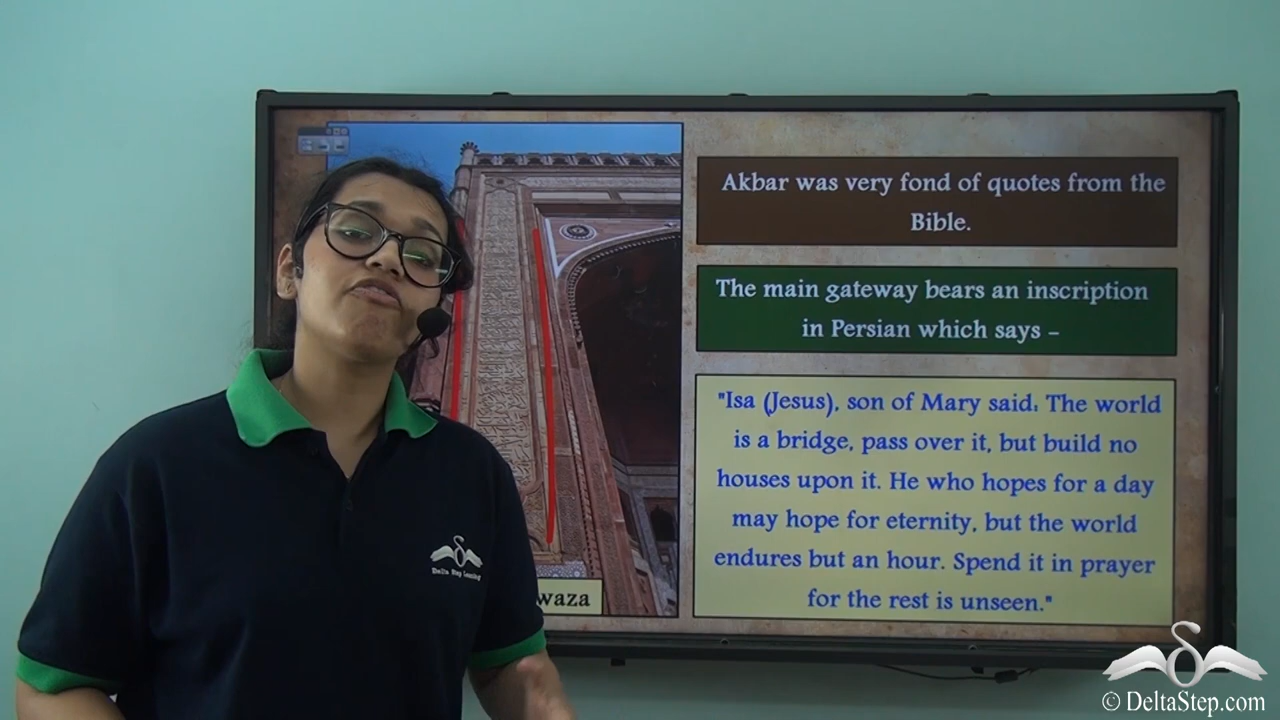 Akbar was very fond of quotes from the
Bible.
The main gateway bears an inscription
in Persian which says –
"Isa (Jesus), son of Mary said: The world
is a bridge, pass over it, but build no
houses upon it. He who hopes for a day
may hope for eternity, but the world
endures but an hour. Spend it in prayer
for the rest is unseen."
waza
Delta Step Learning
© DeltaStep.com